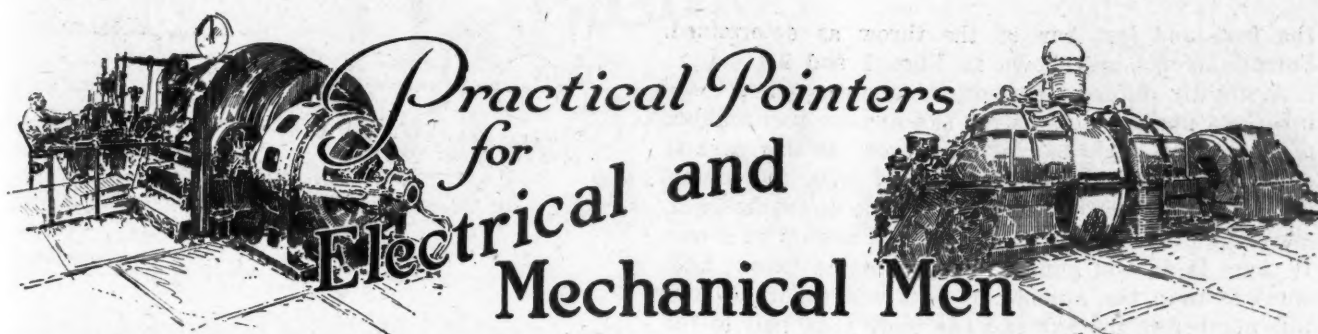 Practical Pointers
for
Electrical and
Mechanical Men